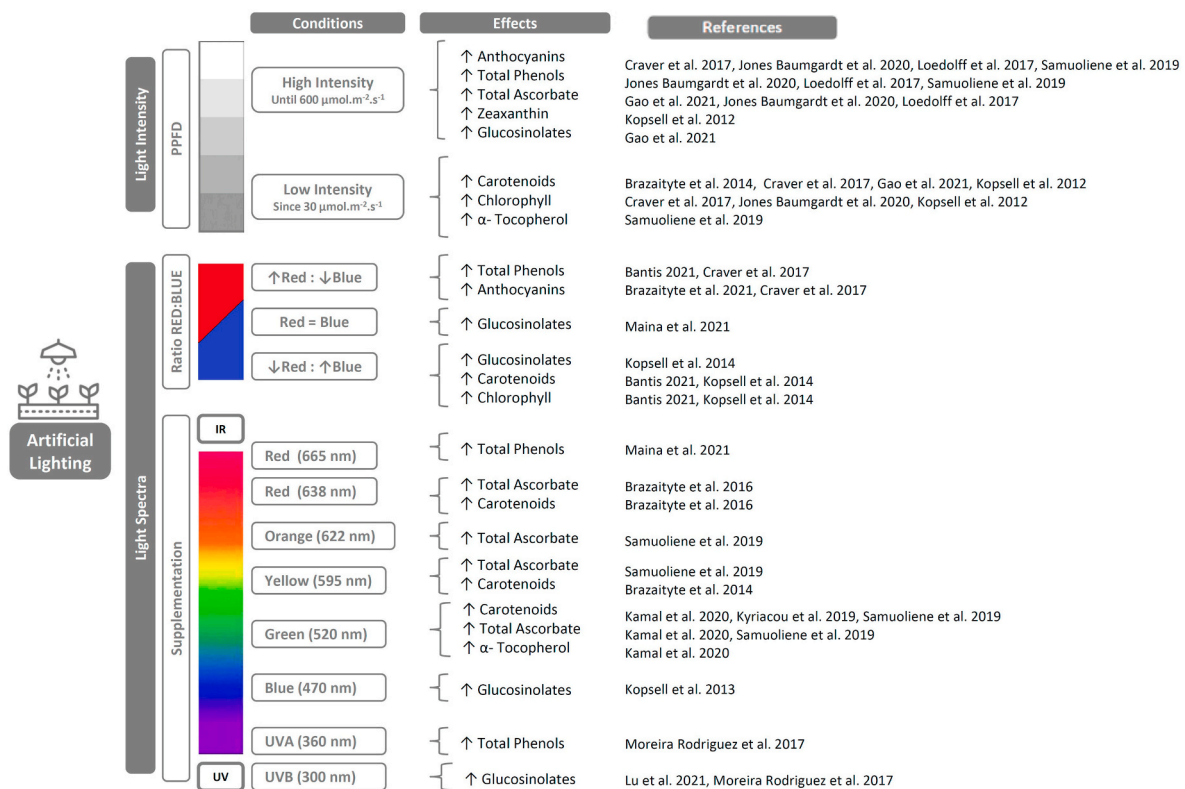 Conditions
Effects
References
Artificial
Lighting
Light Intensity
PPFD
High Intensity
Until 600 μmol.m⁻².s⁻¹
↑ Anthocyanins
↑ Total Phenols
↑ Total Ascorbate
↑ Zeaxanthin
↑ Glucosinolates
Craver et al. 2017, Jones Baumgardt et al. 2020, Loedolff et al. 2017, Samuoliene et al. 2019
Jones Baumgardt et al. 2020, Loedolff et al. 2017, Samuoliene et al. 2019
Gao et al. 2021, Jones Baumgardt et al. 2020, Loedolff et al. 2017
Kopsell et al. 2012
Gao et al. 2021
Low Intensity
Since 30 μmol.m⁻².s⁻¹
↑ Carotenoids
↑ Chlorophyll
↑ α- Tocopherol
Brazaityte et al. 2014, Craver et al. 2017, Gao et al. 2021, Kopsell et al. 2012
Craver et al. 2017, Jones Baumgardt et al. 2020, Kopsell et al. 2012
Samuoliene et al. 2019
Light Spectra
Ratio RED:BLUE
↑Red : ↓Blue
↑ Total Phenols
↑ Anthocyanins
Bantis 2021, Craver et al. 2017
Brazaityte et al. 2021, Craver et al. 2017
Red = Blue
↑ Glucosinolates
Maina et al. 2021
↓Red : ↑Blue
↑ Glucosinolates
↑ Carotenoids
↑ Chlorophyll
Kopsell et al. 2014
Bantis 2021, Kopsell et al. 2014
Bantis 2021, Kopsell et al. 2014
Supplementation
IR
Red (665 nm)
↑ Total Phenols
Maina et al. 2021
Red (638 nm)
↑ Total Ascorbate
↑ Carotenoids
Brazaityte et al. 2016
Brazaityte et al. 2016
Orange (622 nm)
↑ Total Ascorbate
Samuoliene et al. 2019
Yellow (595 nm)
↑ Total Ascorbate
↑ Carotenoids
Samuoliene et al. 2019
Brazaityte et al. 2014
Green (520 nm)
↑ Carotenoids
↑ Total Ascorbate
↑ α- Tocopherol
Kamal et al. 2020, Kyriacou et al. 2019, Samuoliene et al. 2019
Kamal et al. 2020, Samuoliene et al. 2019
Kamal et al. 2020
Blue (470 nm)
↑ Glucosinolates
Kopsell et al. 2013
UVA (360 nm)
↑ Total Phenols
Moreira Rodriguez et al. 2017
UV
UVB (300 nm)
↑ Glucosinolates
Lu et al. 2021, Moreira Rodriguez et al. 2017